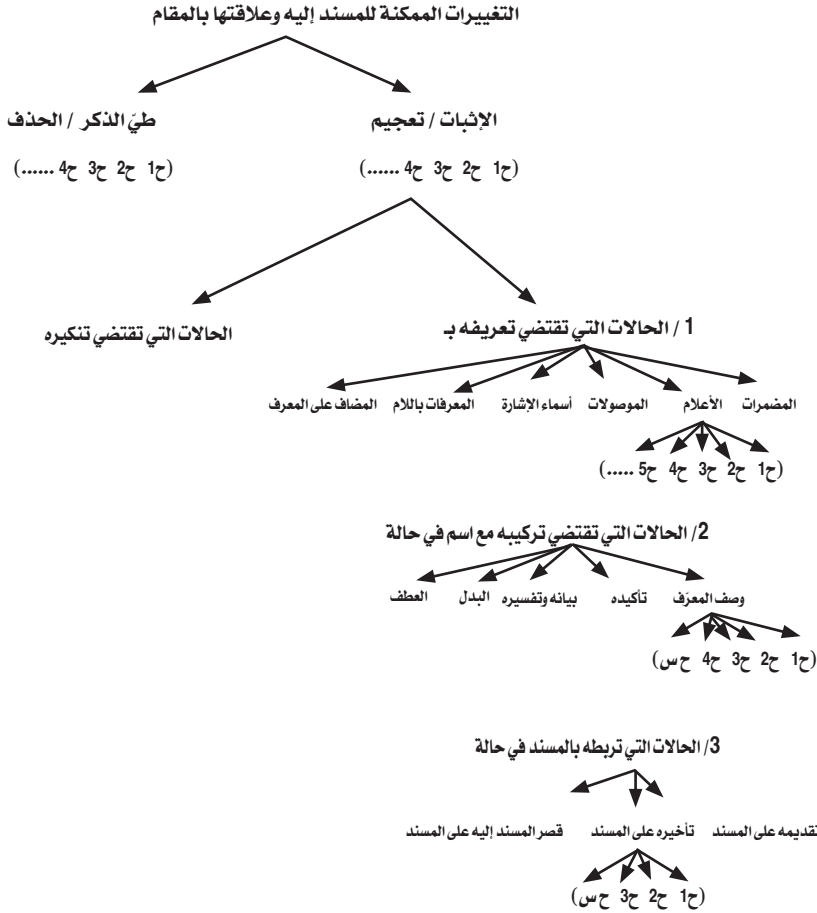 التغييرات الممكنة للمسند إليه وعلاقتها بالمقام
الإثبات / تعجيم طيّ الذكر / الحذف
(ح1 ح2 ح3 ح4 ......) (ح1 ح2 ح3 ح4 ......)
1 / الحالات التي تقتضي تعريفه بـ الحالات التي تقتضي تنكيره
المضمرات الأعلام الموصولات أسماء الإشارة المعرفات باللام المضاف على المعرف
(ح1 ح2 ح3 ح4 ح5 .....)
2/ الحالات التي تقتضي تركيبه مع اسم في حالة
وصف المعرّف تأكيده بيانه وتفسيره البدل العطف
(ح1 ح2 ح3 ح4 ح س)
3/ الحالات التي تربطه بالمسند في حالة
تقديمه على المسند تأخيره على المسند قصر المسند إليه على المسند
(ح1 ح2 ح3 ح س)